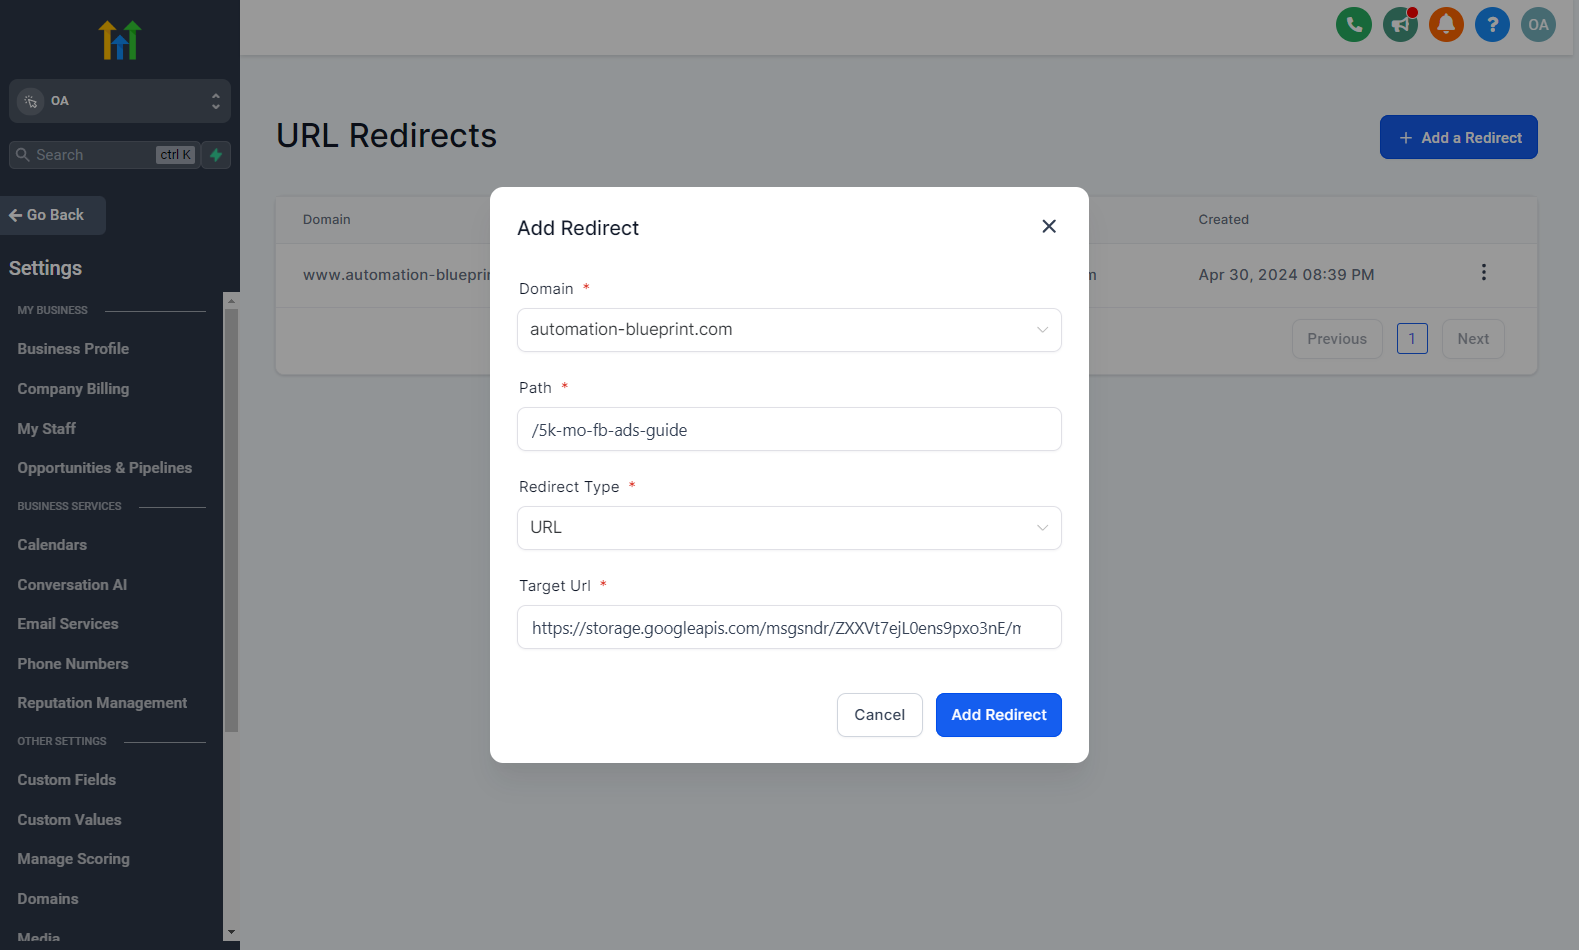 OA
OA
Search ctrl K
Go Back
Settings
MY BUSINESS
Business Profile
Company Billing
My Staff
Opportunities & Pipelines
BUSINESS SERVICES
Calendars
Conversation AI
Email Services
Phone Numbers
Reputation Management
OTHER SETTINGS
Custom Fields
Custom Values
Manage Scoring
Domains
Media
URL Redirects
+ Add a Redirect
Domain Created
www.automation-blueprin m Apr 30, 2024 08:39 PM
Previous 1 Next
Add Redirect
Domain *
automation-blueprint.com
Path *
/5k-mo-fb-ads-guide
Redirect Type *
URL
Target Url *
https://storage.googleapis.com/msgsndr/ZXXVt7ejL0ens9pxo3nE/m
Cancel Add Redirect